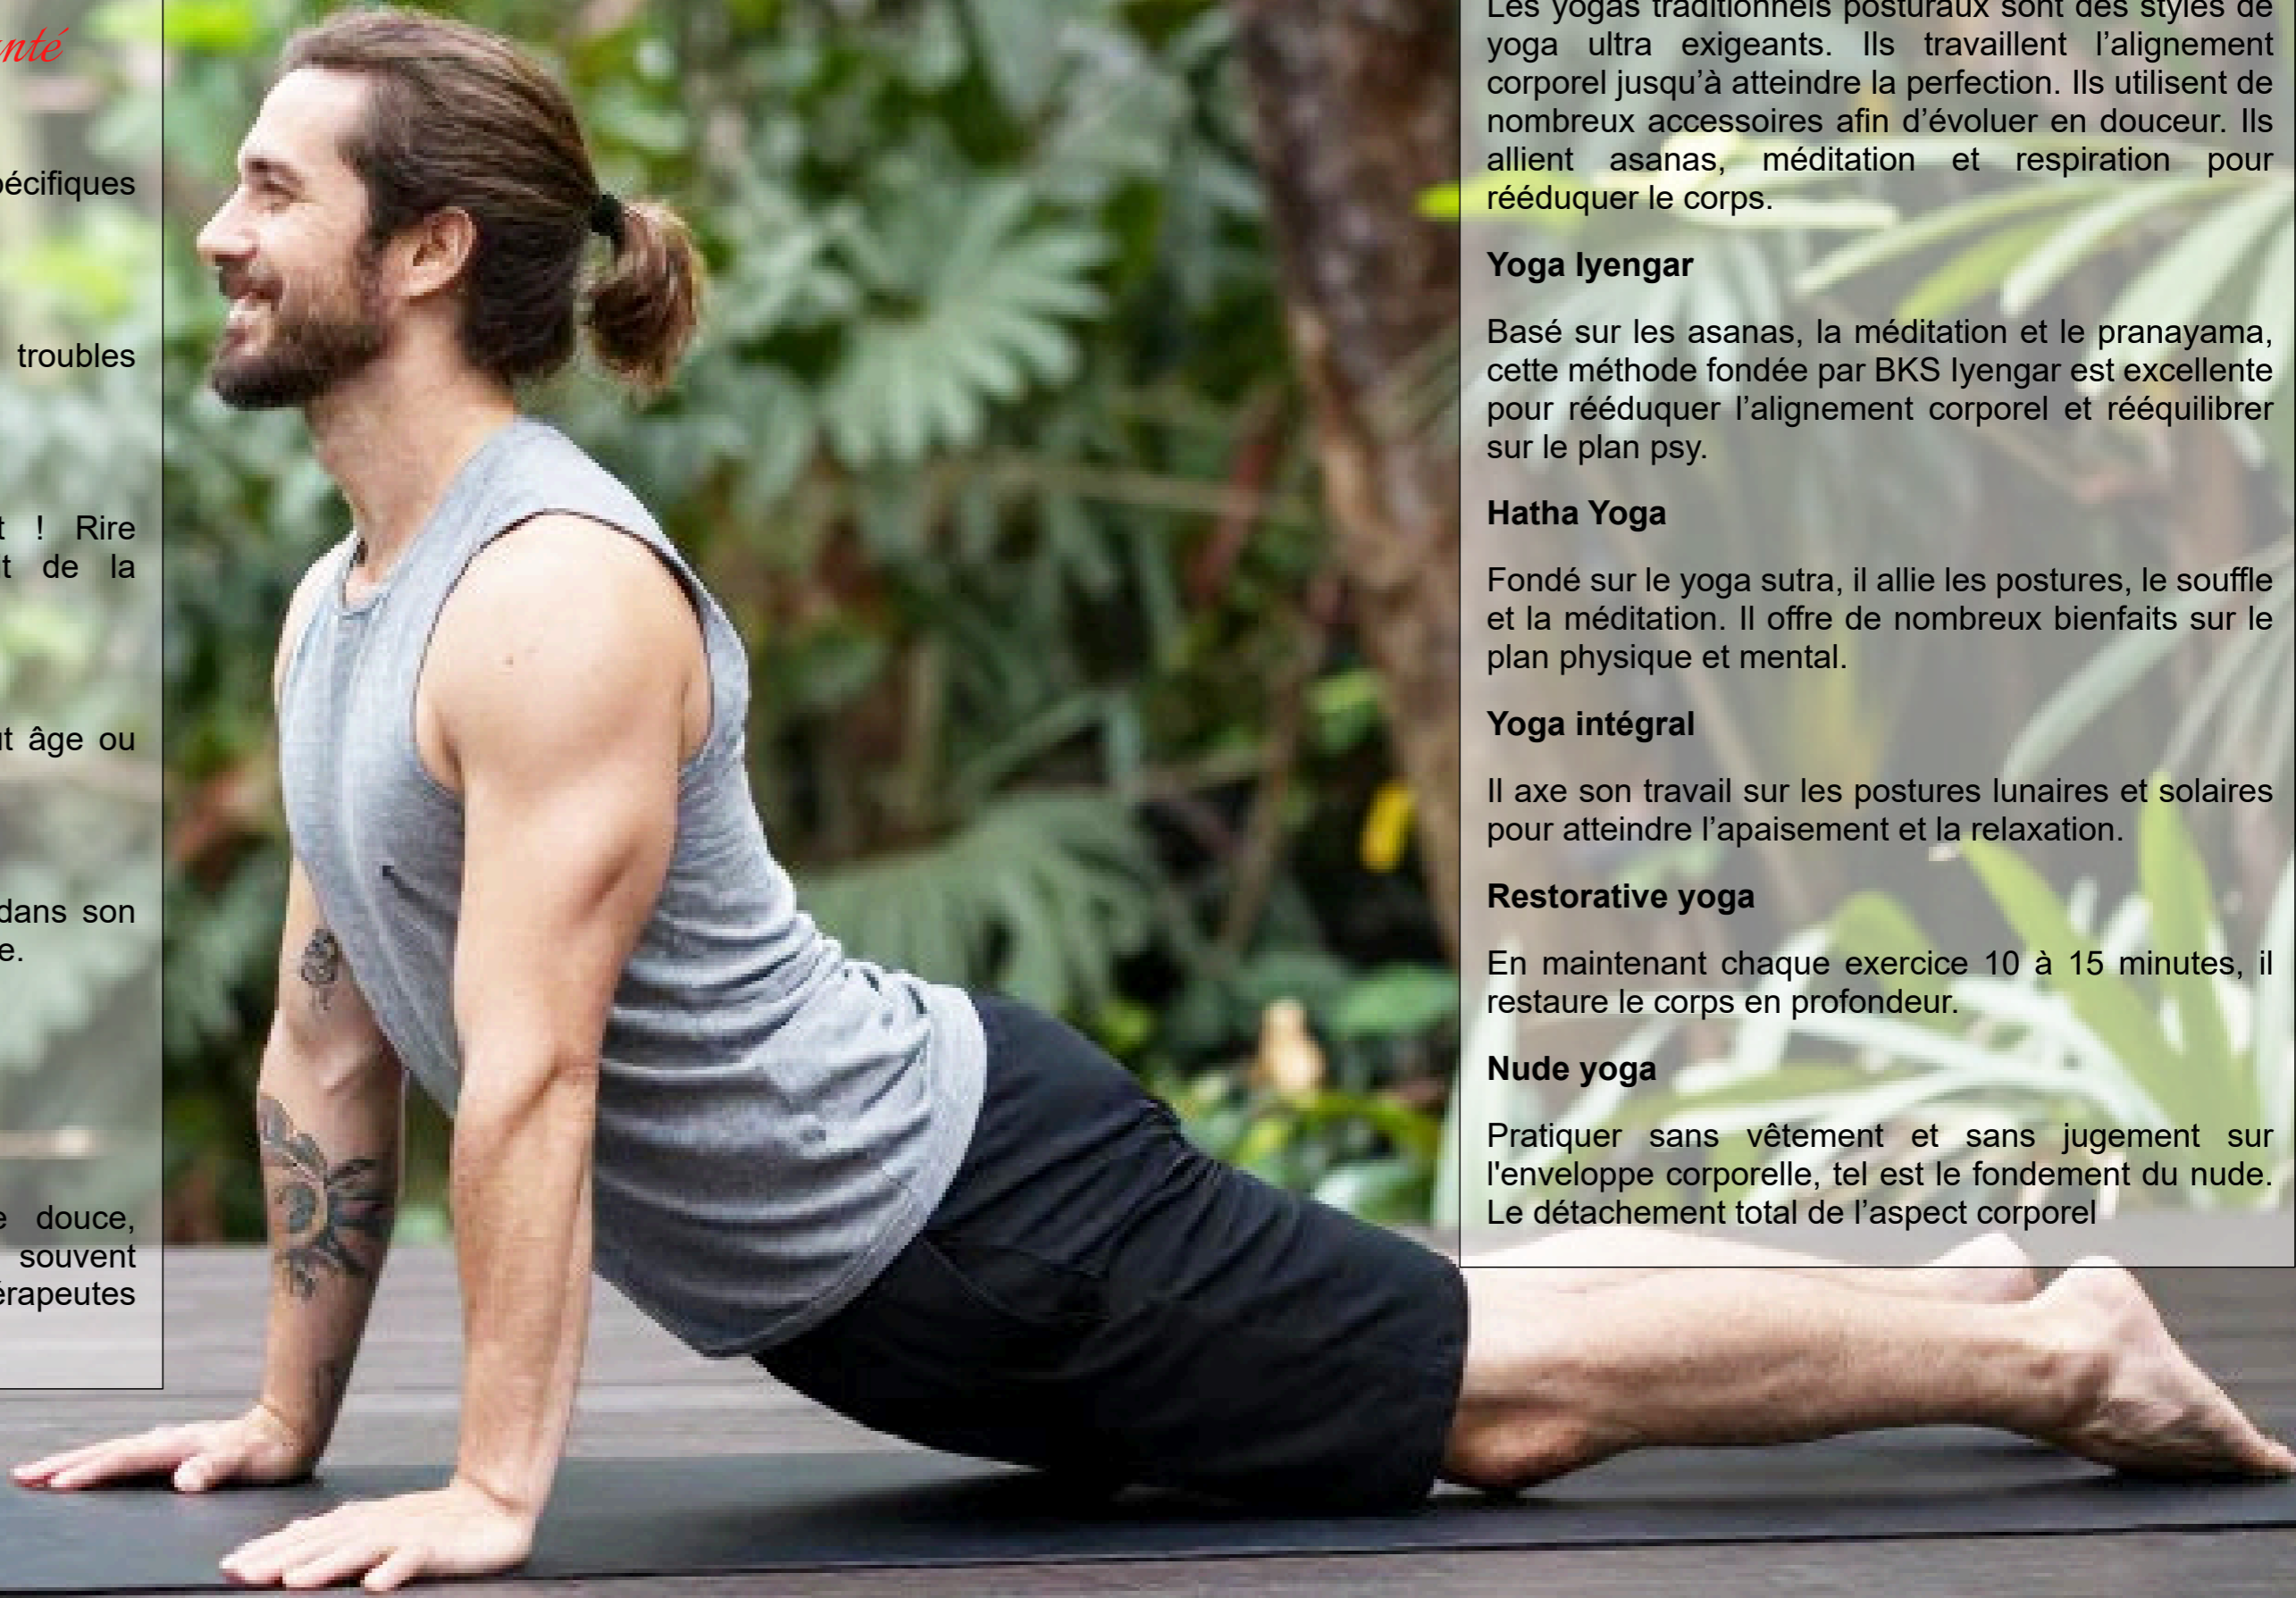 nté
pécifiques
troubles
t ! Rire
t de la
t âge ou
dans son
e.
e douce,
souvent
érapeutes
Les yogas traditionnels posturaux sont des styles de
yoga ultra exigeants. Ils travaillent l’alignement
corporel jusqu’à atteindre la perfection. Ils utilisent de
nombreux accessoires afin d’évoluer en douceur. Ils
allient asanas, méditation et respiration pour
rééduquer le corps.
Yoga Iyengar
Basé sur les asanas, la méditation et le pranayama,
cette méthode fondée par BKS Iyengar est excellente
pour rééduquer l’alignement corporel et rééquilibrer
sur le plan psy.
Hatha Yoga
Fondé sur le yoga sutra, il allie les postures, le souffle
et la méditation. Il offre de nombreux bienfaits sur le
plan physique et mental.
Yoga intégral
Il axe son travail sur les postures lunaires et solaires
pour atteindre l’apaisement et la relaxation.
Restorative yoga
En maintenant chaque exercice 10 à 15 minutes, il
restaure le corps en profondeur.
Nude yoga
Pratiquer sans vêtement et sans jugement sur
l'enveloppe corporelle, tel est le fondement du nude.
Le détachement total de l’aspect corporel